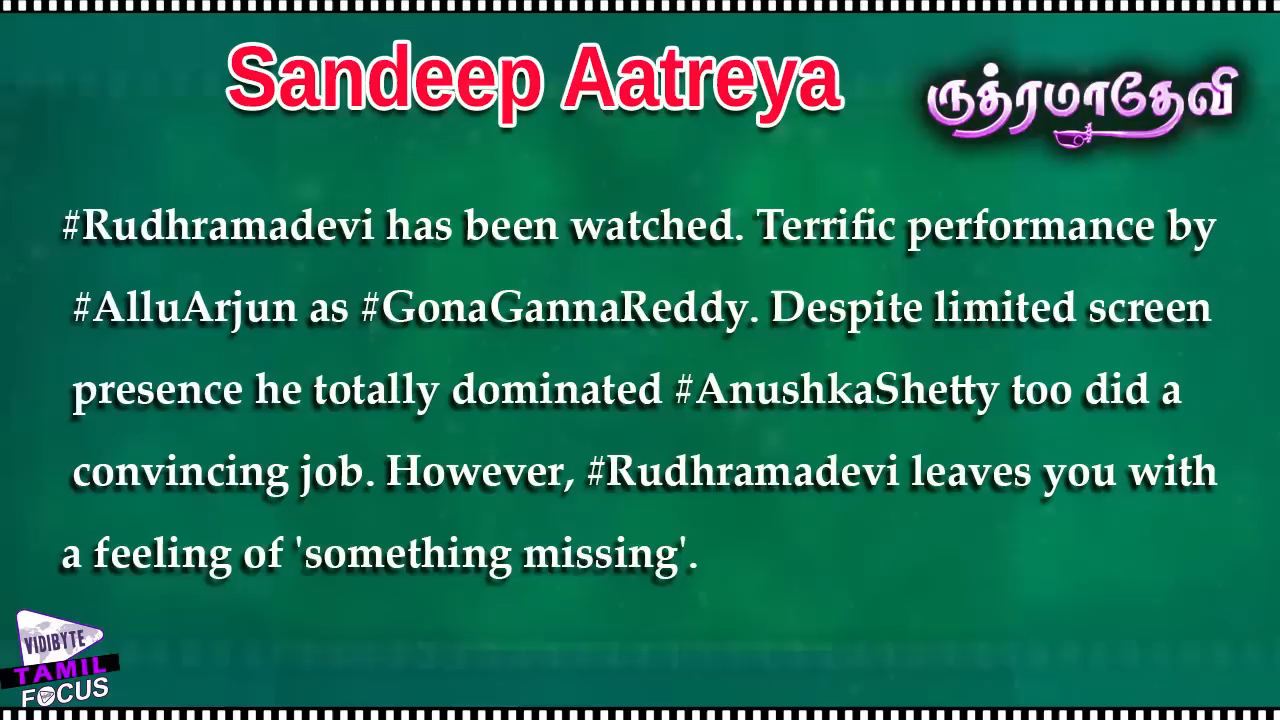 Sandeep Aatreya
ருத்ரமாதேவி
#Rudhramadevi has been watched. Terrific performance by
#AlluArjun as #GonaGannaReddy. Despite limited screen
presence he totally dominated #AnushkaShetty too did a
convincing job. However, #Rudhramadevi leaves you with
a feeling of 'something missing'.
VIDIBYTE
TAMIL
FOCUS